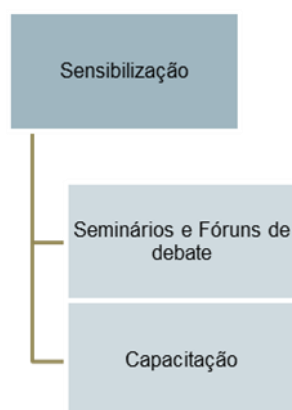 Sensibilização
Seminários e Fóruns de
debate
Capacitação